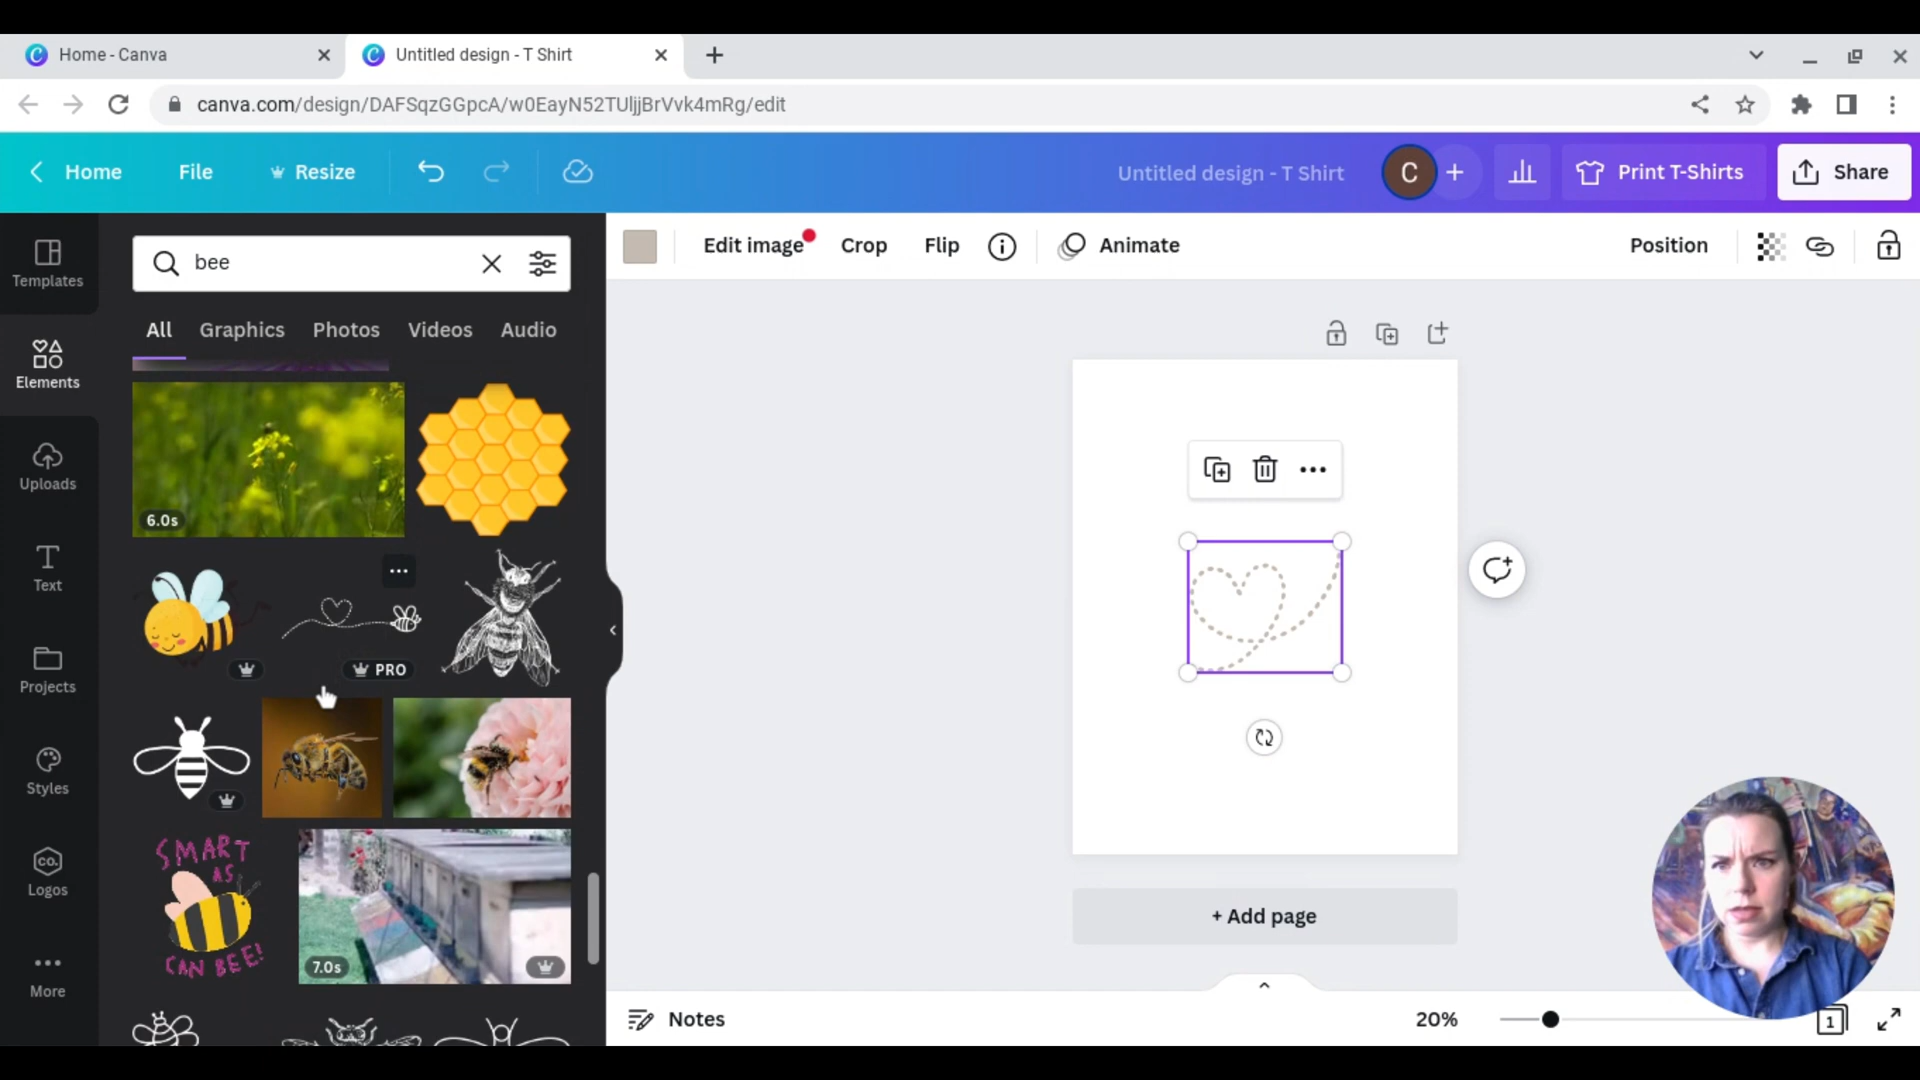 Home - Canva
Untitled design - T Shirt
canva.com/design/DAFSqzGGpcA/w0EayN52TUljjBrVvk4mRg/edit
Home
File
Resize
Untitled design - T Shirt
C
Print T-Shirts
Share
Templates
Elements
Uploads
Text
Projects
Styles
CO.
Logos
More
bee
All
Graphics
Photos
Videos
Audio
6.0s
PRO
SMART
AS
CAN BEE!
7.0s
Edit image
Crop
Flip
Animate
Position
+ Add page
Notes
20%
1